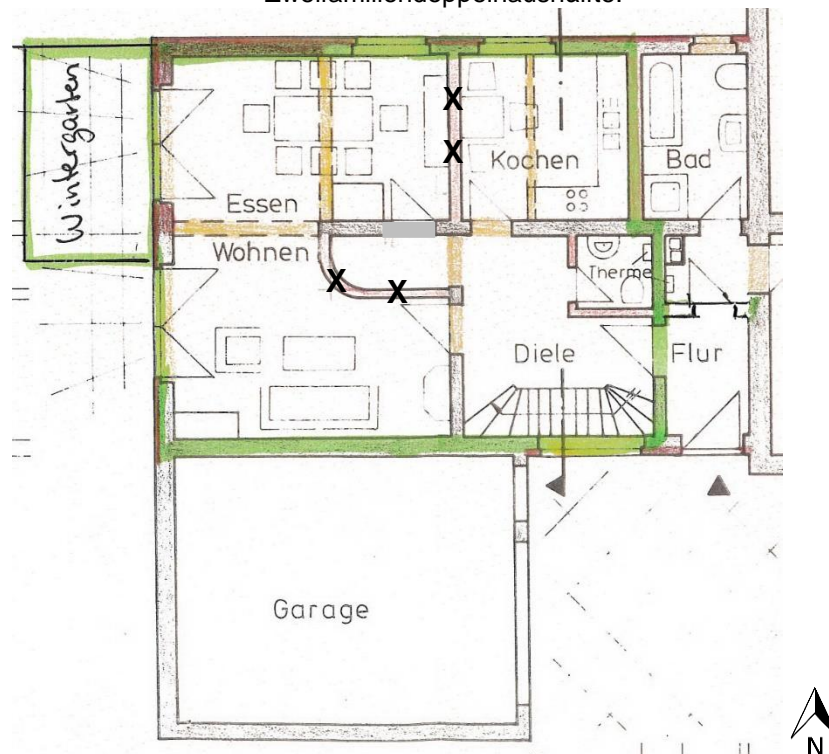 Zweifamiliendoppelhaushälfte.
Wintergarten
Essen
Wohnen
Kochen
Bad
Therme
Diele
Flur
Garage
X
X
X
X
N